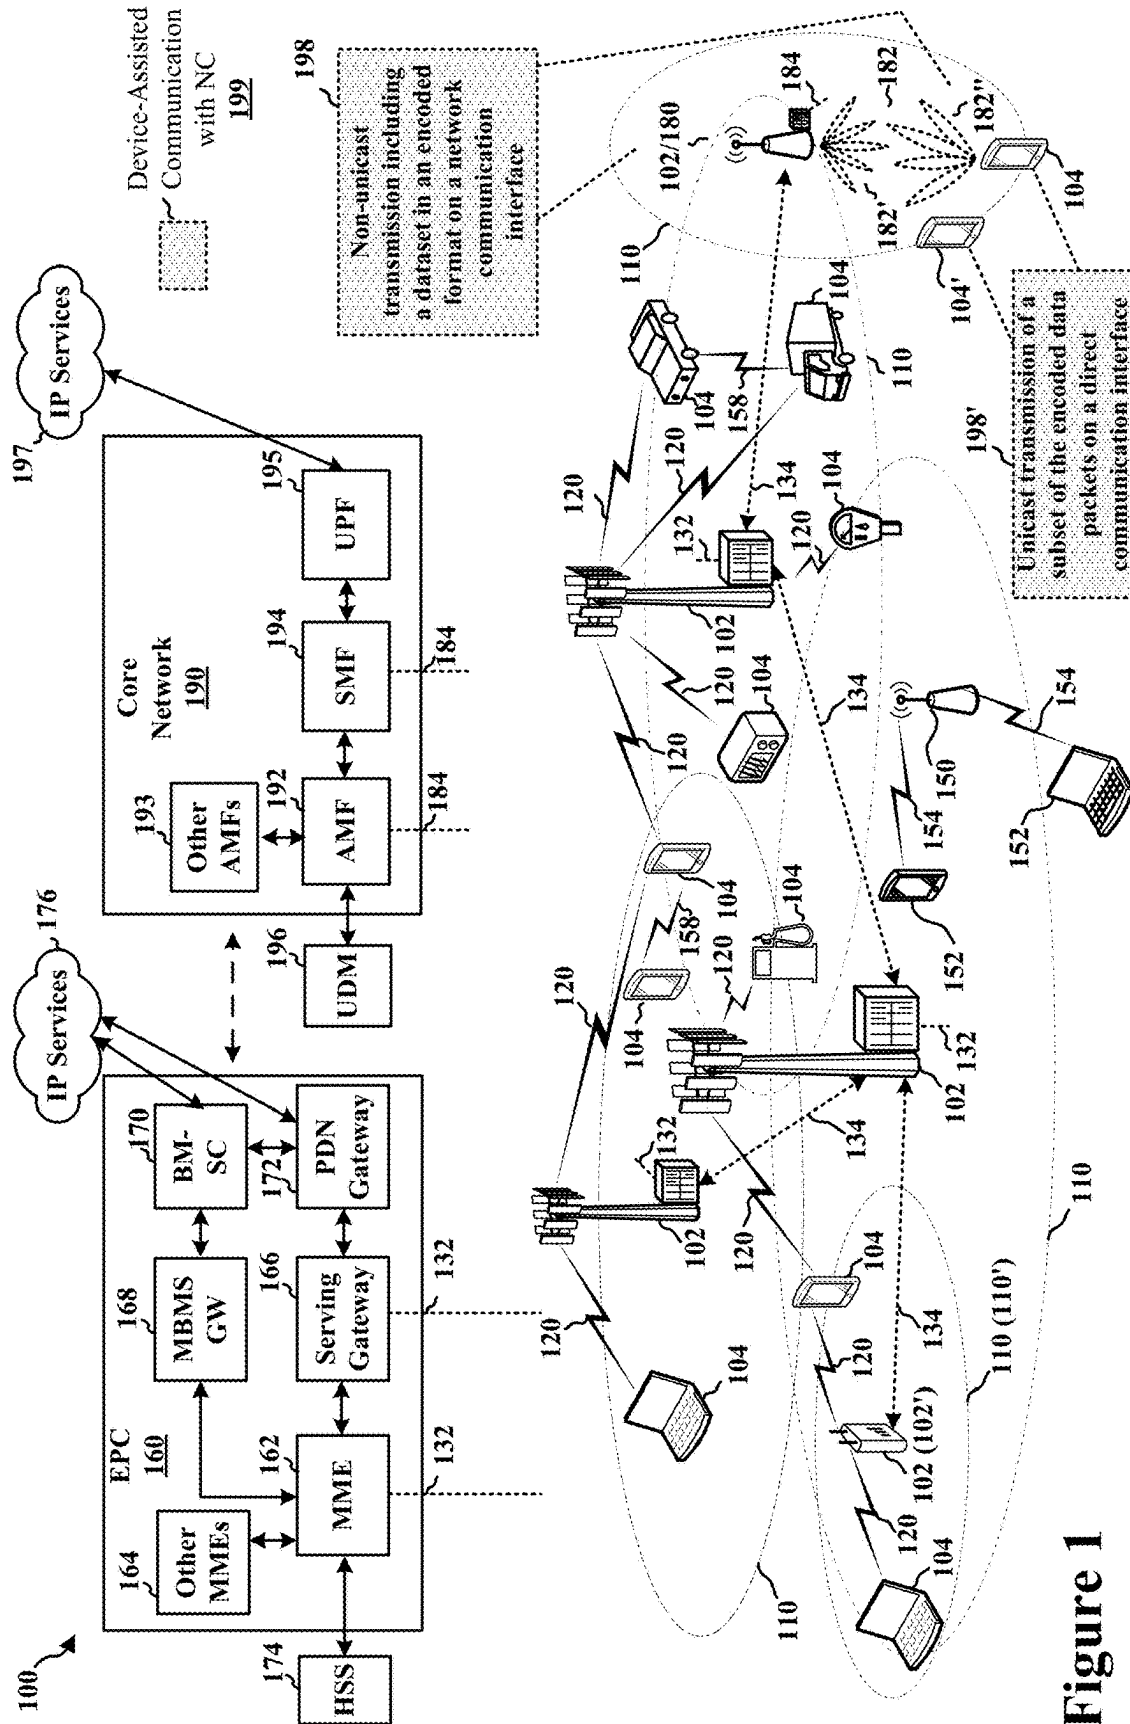 100
174
HSS
EPC
160
164
Other
MMEs
162
MME
132
168
MBMS
GW
166
Serving
Gateway
132
170
BM-
SC
172
PDN
Gateway
IP Services
176
196
UDM
Core
Network
190
193
Other
AMFs
192
AMF
184
194
SMF
184
195
UPF
197
IP Services
Device-Assisted
Communication
with NC
199
198
Non-unicast
transmission including
a dataset in an encoded
format on a network
communication
interface
120
104
110
102
132
120
134
120
104
158
104
120
104
120
102
132
134
120
104
120
102 (102')
120
104
134
110 (110')
110
120
104
120
102
132
120
104
134
120
120
104
158
104
110
134
154
150
154
152
152
110
102/180
184
182
182'
182''
104'
104
198'
Unicast transmission of a
subset of the encoded data
packets on a direct
communication interface
Figure 1